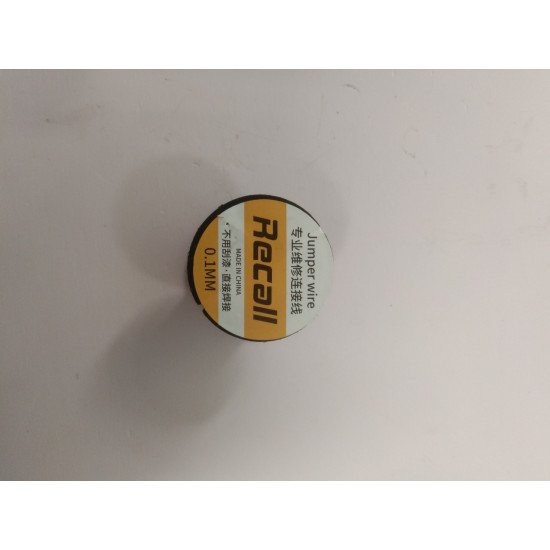 Jumper wire
专业维修连接线
Recall
MADE IN CHINA
·不用刮漆·直接焊接
0.1MM